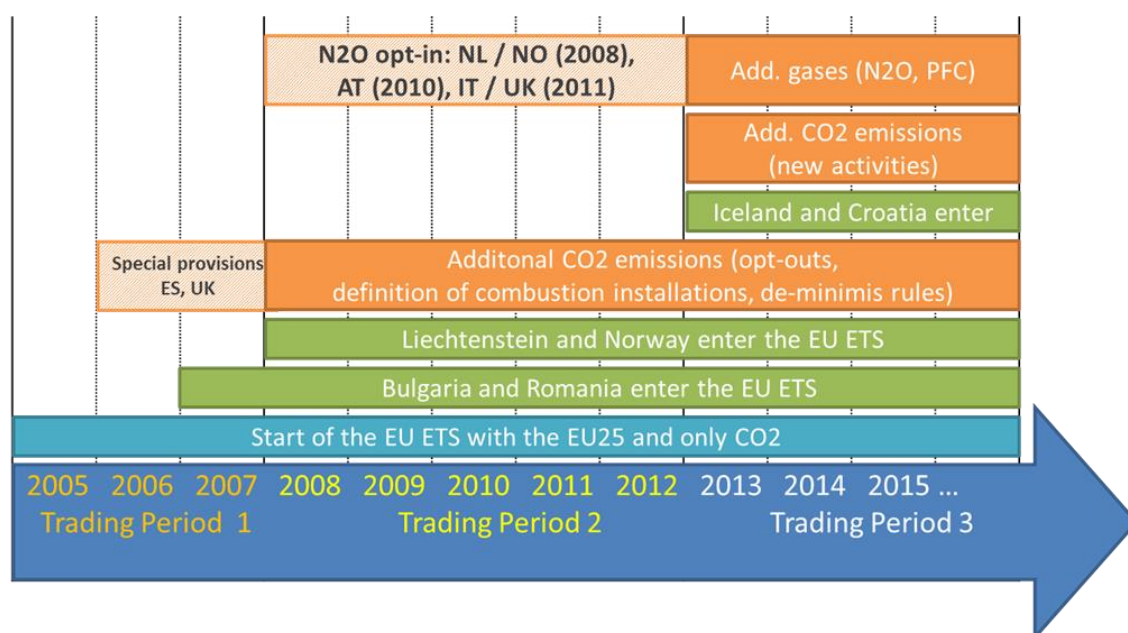 N2O opt-in: NL / NO (2008),
AT (2010), IT / UK (2011)
Add. gases (N2O, PFC)
Add. CO2 emissions
(new activities)
Iceland and Croatia enter
Special provisions
ES, UK
Additonal CO2 emissions (opt-outs,
definition of combustion installations, de-minimis rules)
Liechtenstein and Norway enter the EU ETS
Bulgaria and Romania enter the EU ETS
Start of the EU ETS with the EU25 and only CO2
2005 2006 2007 2008 2009 2010 2011 2012 2013 2014 2015 ...
Trading Period 1 Trading Period 2 Trading Period 3